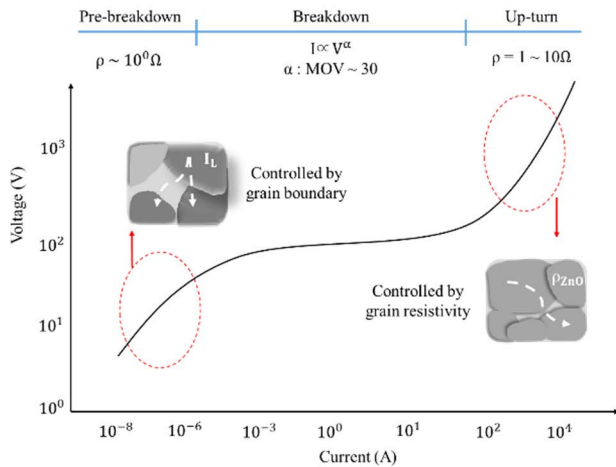 Pre-breakdown
Breakdown
Up-turn
ρ ~ 10⁰Ω
I∝ V^α
α : MOV ~ 30
ρ = 1 ~ 10Ω
Voltage (V)
10³
10²
10¹
10⁰
I_L
Controlled by
grain boundary
Controlled by
grain resistivity
ρ_ZnO
10⁻⁸
10⁻⁶
10⁻³
10⁰
10¹
10²
10⁴
Current (A)